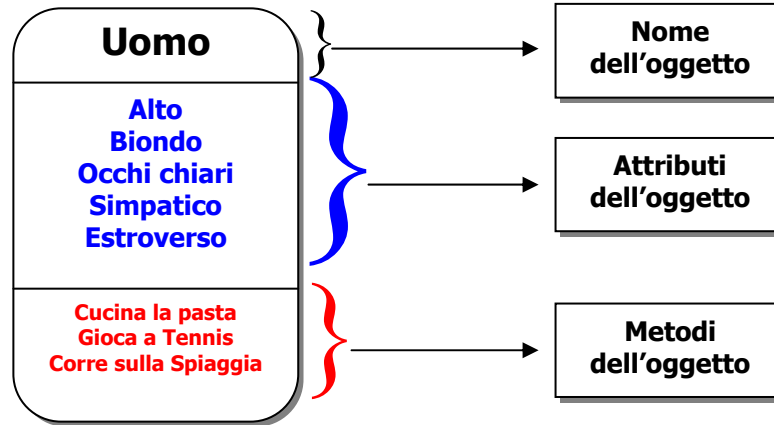 Uomo
Nome
dell'oggetto
Alto
Biondo
Occhi chiari
Simpatico
Estroverso
Attributi
dell'oggetto
Cucina la pasta
Gioca a Tennis
Corre sulla Spiaggia
Metodi
dell'oggetto